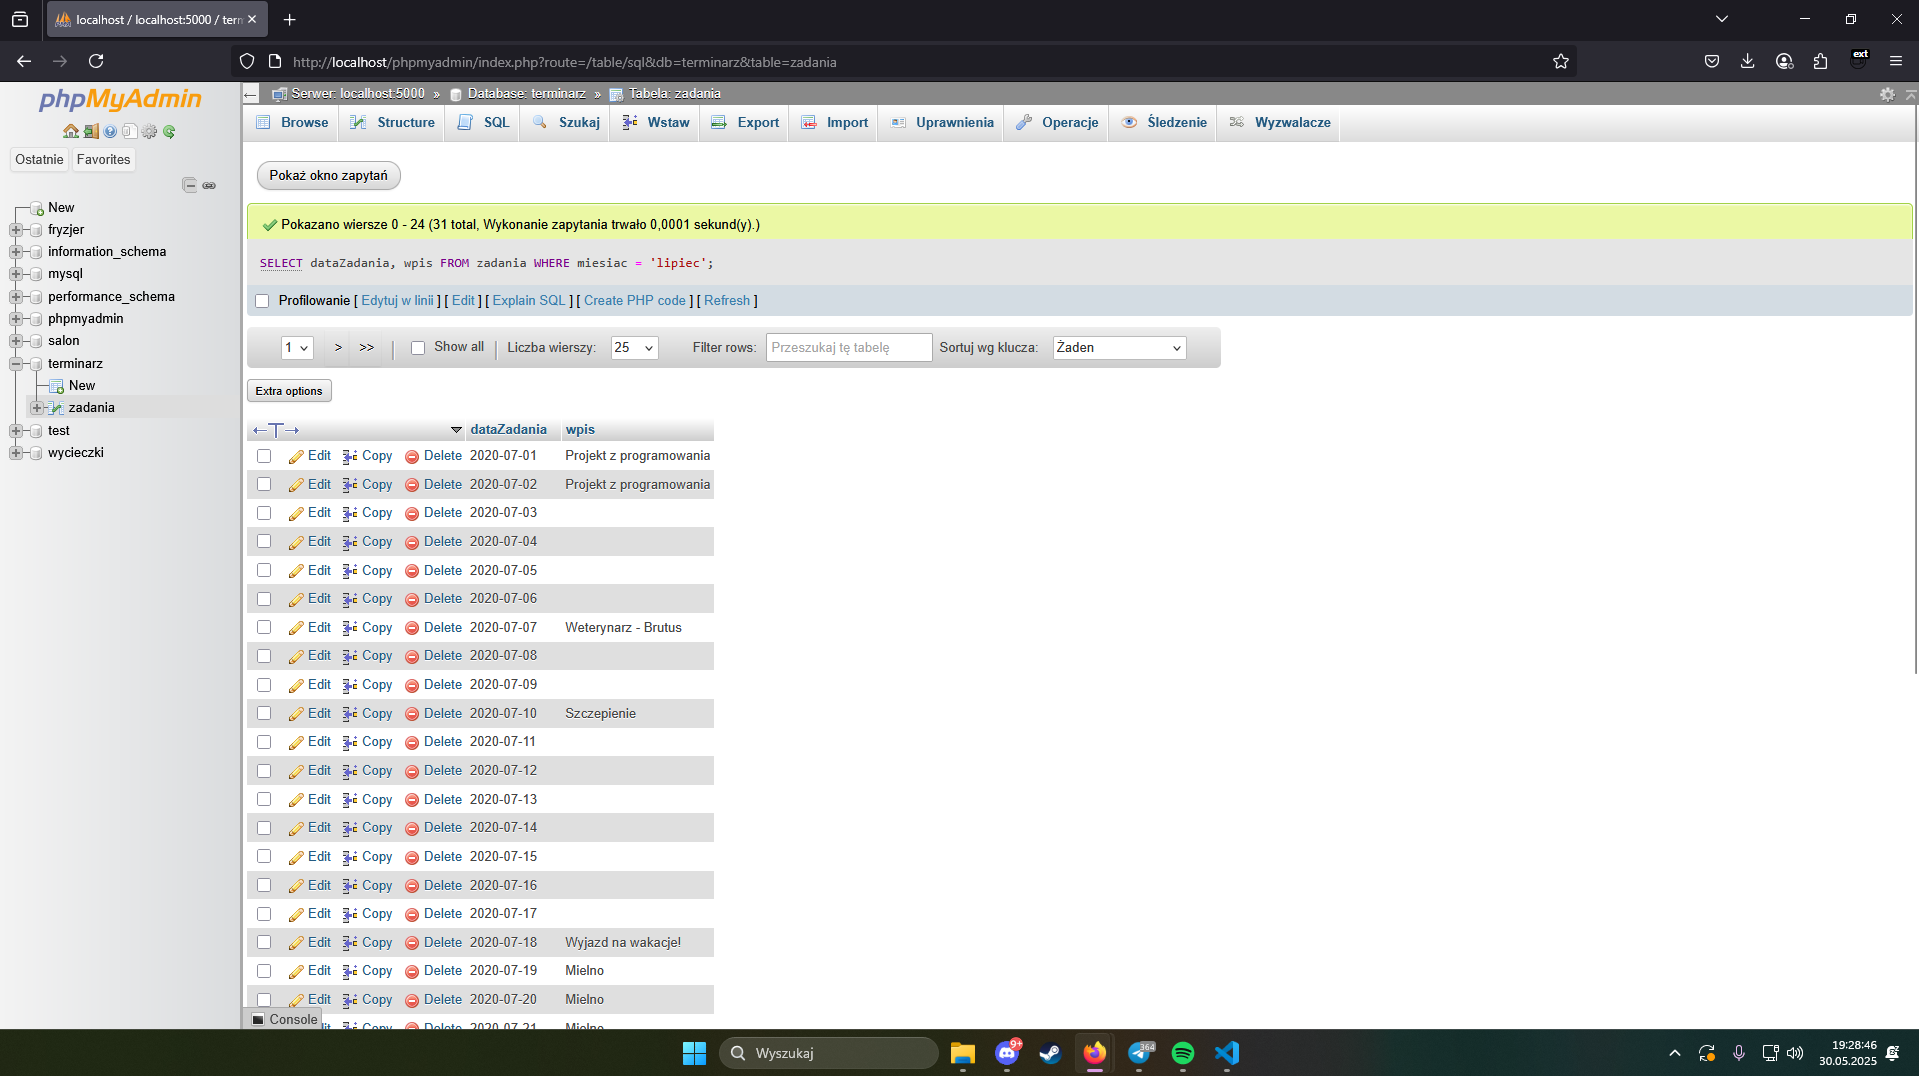 localhost / localhost:5000 / tern
http://localhost/phpmyadmin/index.php?route=/table/sql&db=terminarz&table=zadania
ext
phpMyAdmin
Ostatnie Favorites
New
fryzjer
information_schema
mysql
performance_schema
phpmyadmin
salon
terminarz
New
zadania
test
wycieczki
Serwer: localhost:5000 » Database: terminarz » Tabela: zadania
Browse Structure SQL Szukaj Wstaw Export Import Uprawnienia Operacje Śledzenie Wyzwalacze
Pokaż okno zapytań
Pokazano wiersze 0 - 24 (31 total, Wykonanie zapytania trwało 0,0001 sekund(y).)
SELECT dataZadania, wpis FROM zadania WHERE miesiac = 'lipiec';
Profilowanie [ Edytuj w linii ] [ Edit ] [ Explain SQL ] [ Create PHP code ] [ Refresh ]
1 > >> | Show all | Liczba wierszy: 25 Filter rows: Przeszukaj tę tabelę Sortuj wg klucza: Żaden
Extra options
←T→ dataZadania wpis
Edit Copy Delete 2020-07-01 Projekt z programowania
Edit Copy Delete 2020-07-02 Projekt z programowania
Edit Copy Delete 2020-07-03
Edit Copy Delete 2020-07-04
Edit Copy Delete 2020-07-05
Edit Copy Delete 2020-07-06
Edit Copy Delete 2020-07-07 Weterynarz - Brutus
Edit Copy Delete 2020-07-08
Edit Copy Delete 2020-07-09
Edit Copy Delete 2020-07-10 Szczepienie
Edit Copy Delete 2020-07-11
Edit Copy Delete 2020-07-12
Edit Copy Delete 2020-07-13
Edit Copy Delete 2020-07-14
Edit Copy Delete 2020-07-15
Edit Copy Delete 2020-07-16
Edit Copy Delete 2020-07-17
Edit Copy Delete 2020-07-18 Wyjazd na wakacje!
Edit Copy Delete 2020-07-19 Mielno
Edit Copy Delete 2020-07-20 Mielno
Copy Delete 2020-07-21 Mielno
Console
Wyszukaj
9+
364
19:28:46
30.05.2025